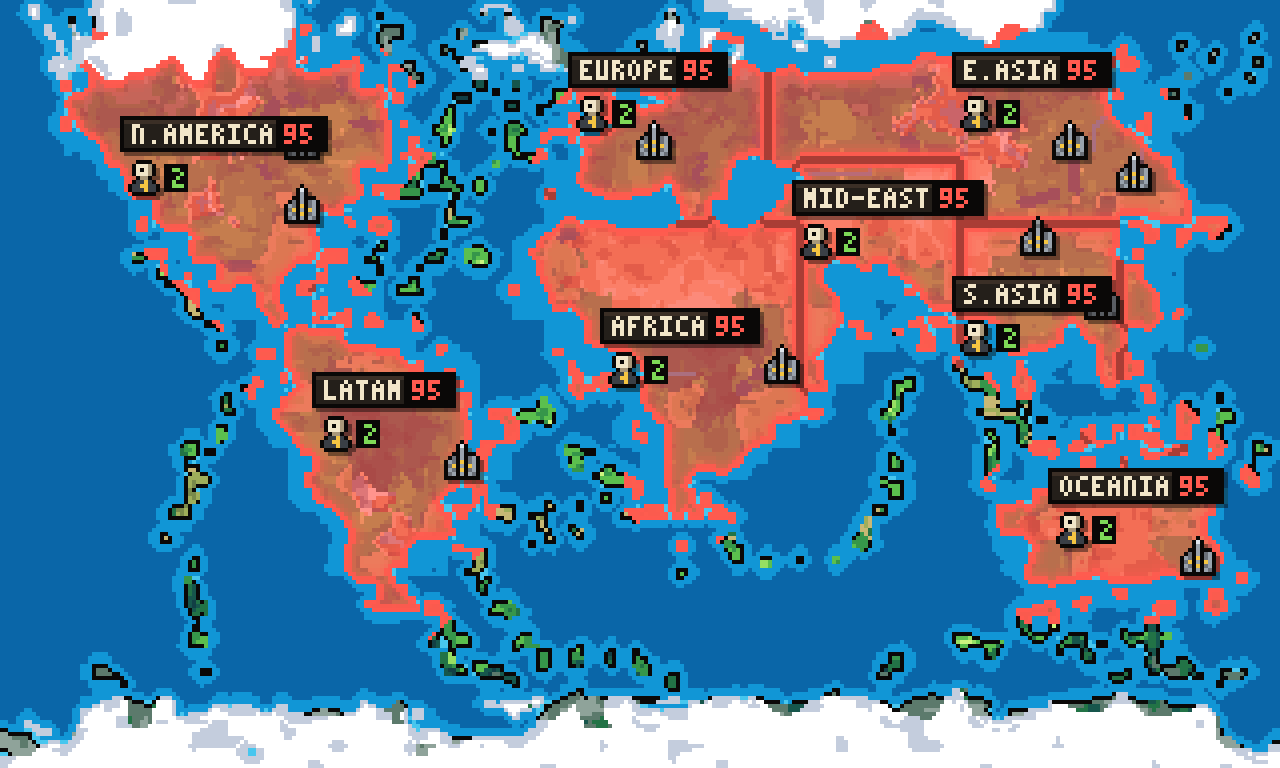 EUROPE 95
2
E.ASIA 95
2
N.AMERICA 95
2
MID-EAST 95
2
S.ASIA 95
2
AFRICA 95
2
LATAM 95
2
OCEANIA 95
2